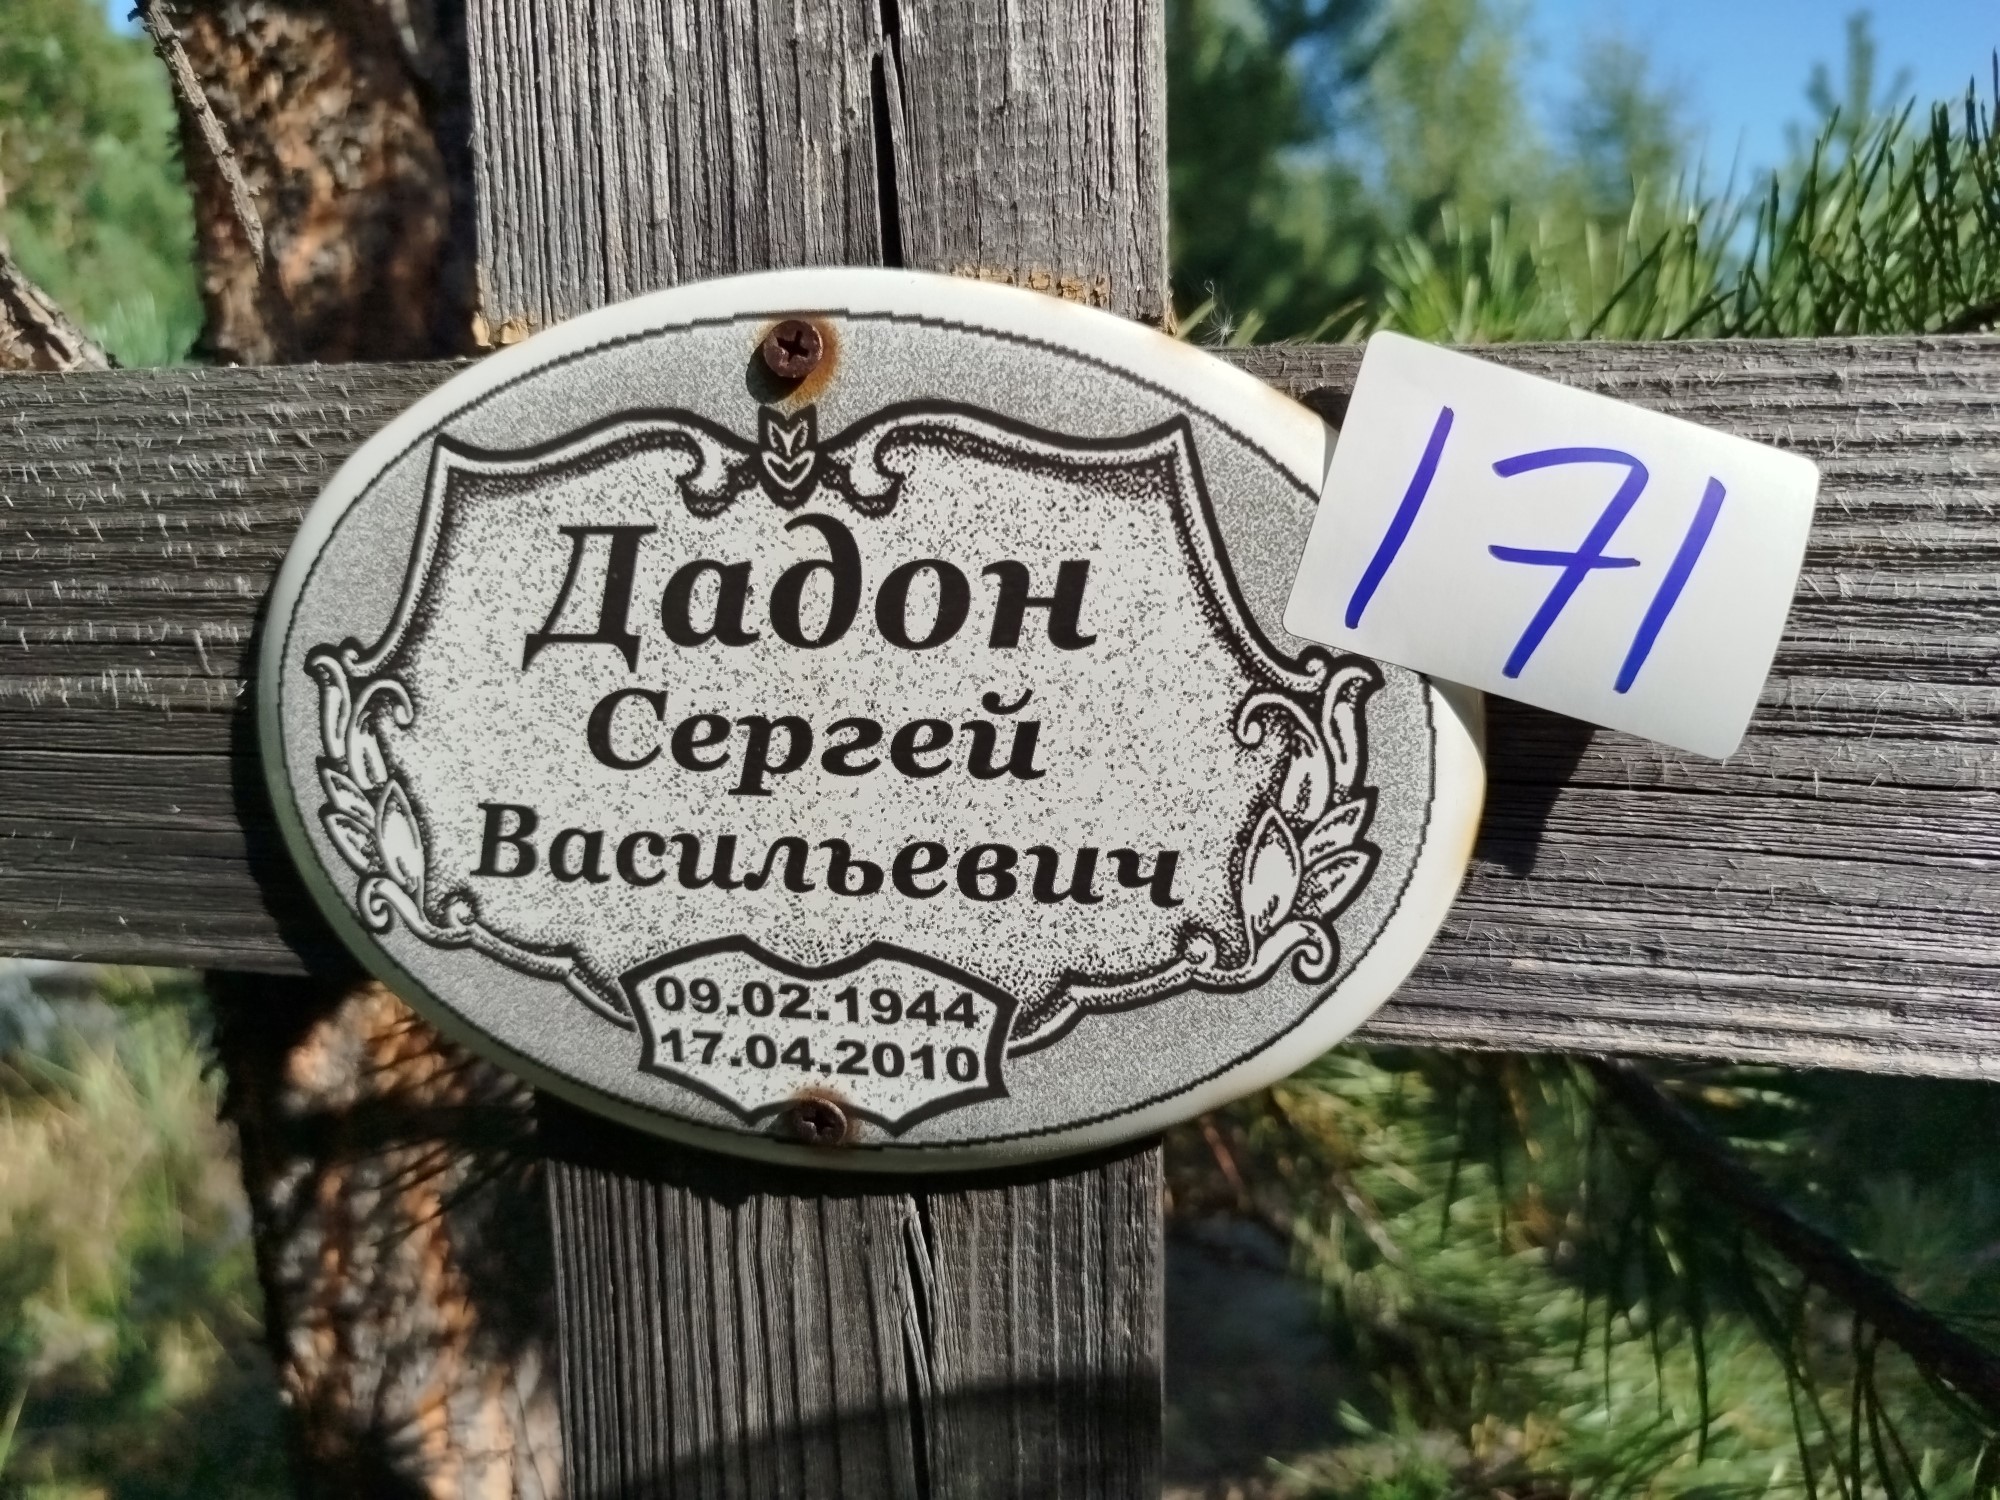 Дадон
Сергей
Васильевич
09.02.1944
17.04.2010
171